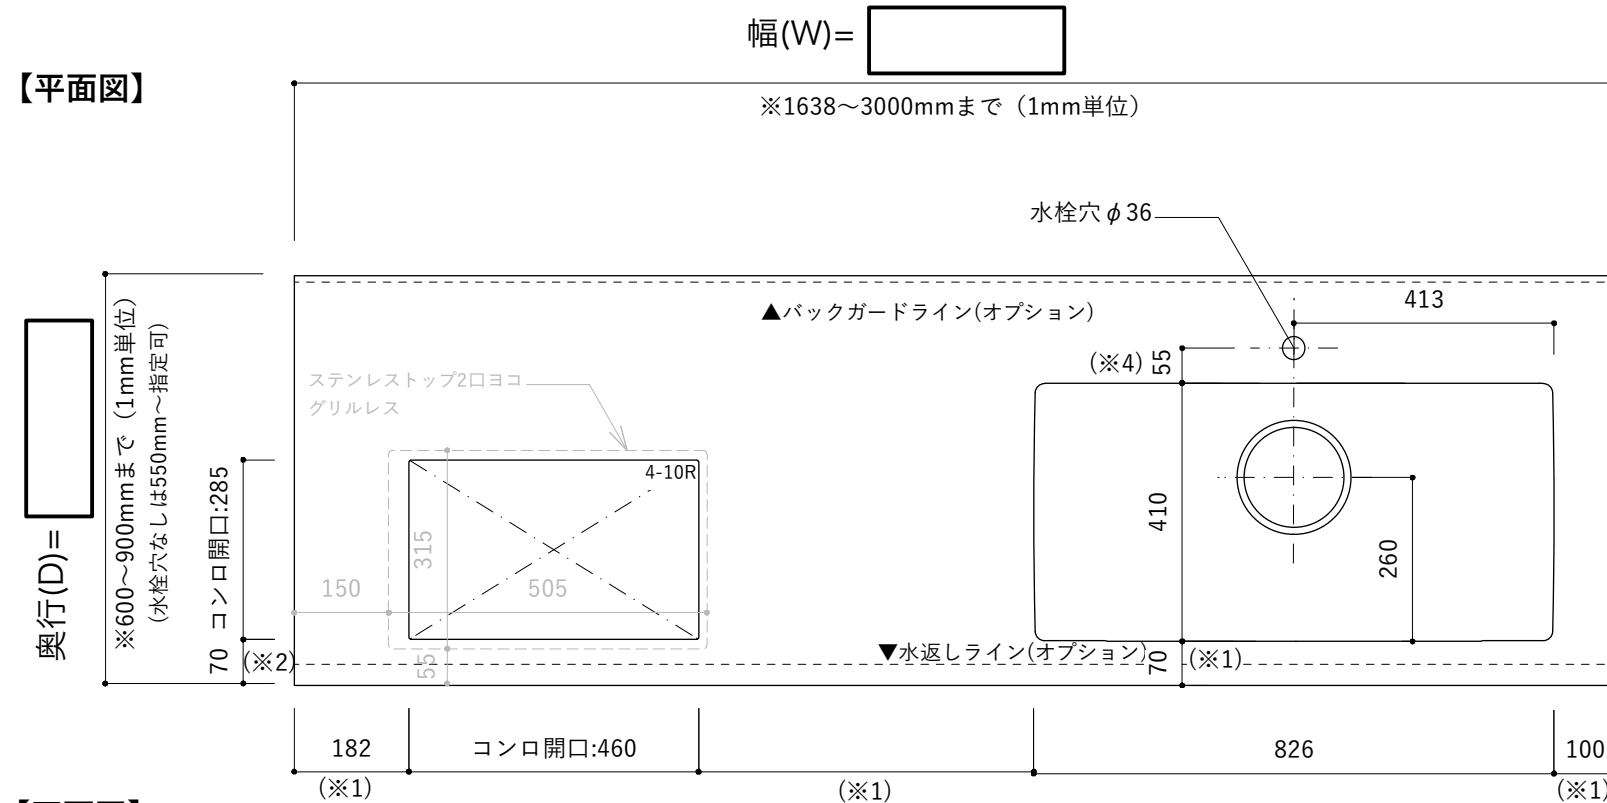 幅(W)=
【平面図】
※1638～3000mmまで（1mm単位）
水栓穴φ36
▲バックガードライン(オプション)
413
(※4)
55
ステンレストップ2口ヨコ
グリルレス
4-10R
奥行(D)=
※600～900mmまで（1mm単位）
(水栓穴なしは550mm～指定可)
コンロ開口:285
70
(※2)
315
150
505
55
410
260
▼水返しライン(オプション)
70
(※1)
182
コンロ開口:460
826
100
(※1)
(※1)
(※1)